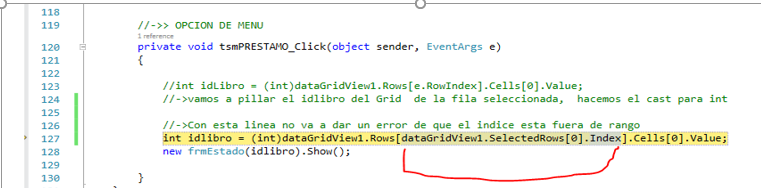 118
119 //->> OPCION DE MENU
1 reference
120 private void tsmPRESTAMO_Click(object sender, EventArgs e)
121 {
122
123 //int idLibro = (int)dataGridView1.Rows[e.RowIndex].Cells[0].Value;
124 //->vamos a pillar el idlibro del Grid  de la fila seleccionada,  hacemos el cast para int
125
126 //->Con esta linea no va a dar un error de que el indice esta fuera de rango
127 int idlibro = (int)dataGridView1.Rows[dataGridView1.SelectedRows[0].Index].Cells[0].Value;
128 new frmEstado(idlibro).Show();
129
130 }